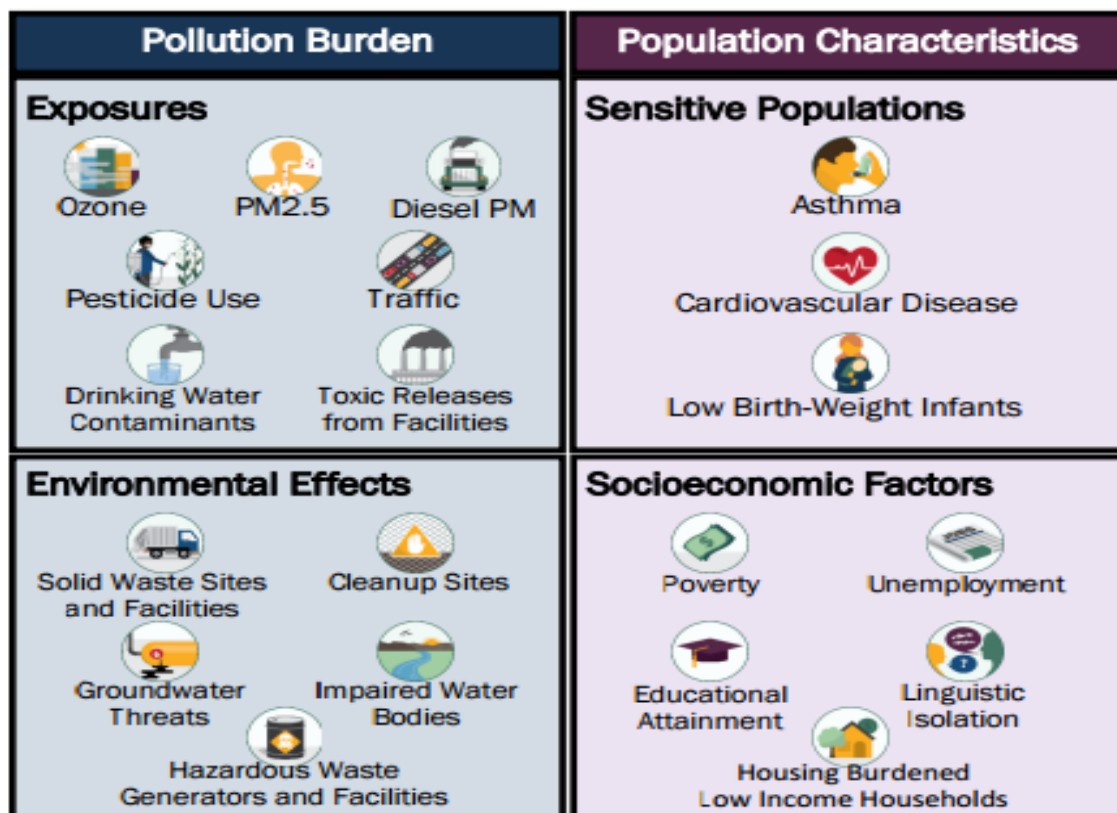 Pollution Burden
Exposures
Ozone
PM2.5
Diesel PM
Pesticide Use
Traffic
Drinking Water
Contaminants
Toxic Releases
from Facilities
Environmental Effects
Solid Waste Sites
and Facilities
Cleanup Sites
Groundwater
Threats
Impaired Water
Bodies
Hazardous Waste
Generators and Facilities
Population Characteristics
Sensitive Populations
Asthma
Cardiovascular Disease
Low Birth-Weight Infants
Socioeconomic Factors
Poverty
Unemployment
Educational
Attainment
Linguistic
Isolation
Housing Burdened
Low Income Households